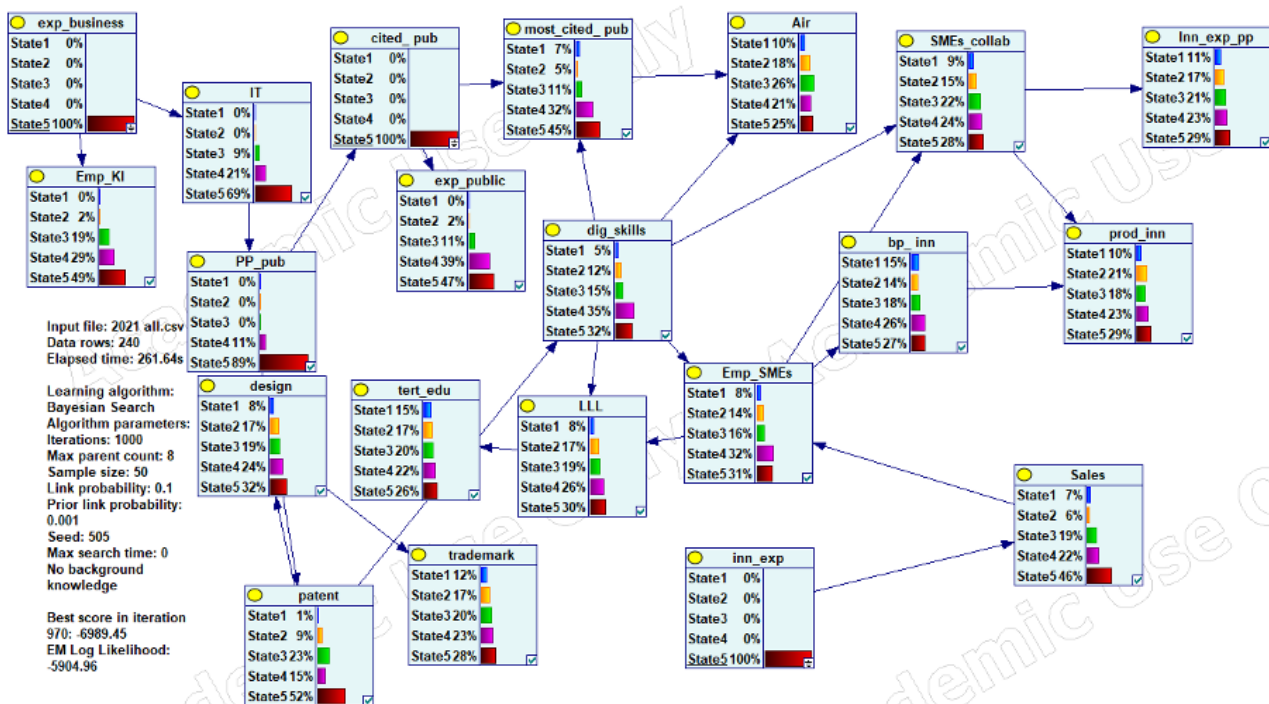 exp_business
State1 0%
State2 0%
State3 0%
State4 0%
State5 100%
IT
State1 0%
State2 0%
State3 9%
State4 21%
State5 69%
cited_ pub
State1 0%
State2 0%
State3 0%
State4 0%
State5 100%
most_cited_ pub
State1 7%
State2 5%
State3 11%
State4 32%
State5 45%
Air
State1 10%
State2 18%
State3 26%
State4 21%
State5 25%
SMEs_collab
State1 9%
State2 15%
State3 22%
State4 24%
State5 28%
Inn_exp_pp
State1 11%
State2 17%
State3 21%
State4 23%
State5 29%
Emp_KI
State1 0%
State2 2%
State3 19%
State4 29%
State5 49%
exp_public
State1 0%
State2 2%
State3 11%
State4 39%
State5 47%
dig_skills
State1 5%
State2 12%
State3 15%
State4 35%
State5 32%
bp_ inn
State1 15%
State2 14%
State3 18%
State4 26%
State5 27%
prod_inn
State1 10%
State2 21%
State3 18%
State4 23%
State5 29%
PP_pub
State1 0%
State2 0%
State3 0%
State4 11%
State5 89%
Input file: 2021 all.csv
Data rows: 240
Elapsed time: 261.64s
Learning algorithm:
Bayesian Search
Algorithm parameters:
Iterations: 1000
Max parent count: 8
Sample size: 50
Link probability: 0.1
Prior link probability:
0.001
Seed: 505
Max search time: 0
No background
knowledge
Best score in iteration
970: -6989.45
EM Log Likelihood:
-5904.96
design
State1 8%
State2 17%
State3 19%
State4 24%
State5 32%
tert_edu
State1 15%
State2 17%
State3 20%
State4 22%
State5 26%
LLL
State1 8%
State2 17%
State3 19%
State4 26%
State5 30%
Emp_SMEs
State1 8%
State2 14%
State3 16%
State4 32%
State5 31%
Sales
State1 7%
State2 6%
State3 19%
State4 22%
State5 46%
trademark
State1 12%
State2 17%
State3 20%
State4 23%
State5 28%
inn_exp
State1 0%
State2 0%
State3 0%
State4 0%
State5 100%
patent
State1 1%
State2 9%
State3 23%
State4 15%
State5 52%
Academic Use Only